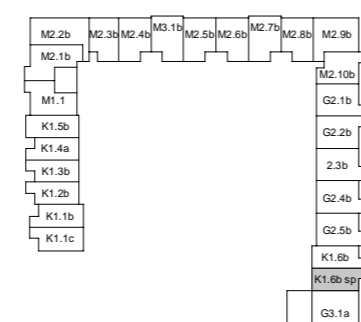 M2.2b
M2.3b
M2.4b
M3.1b
M2.5b
M2.6b
M2.7b
M2.8b
M2.9b
M2.1b
M1.1
K1.5b
K1.4a
K1.3b
K1.2b
K1.1b
K1.1c
M2.10b
G2.1b
G2.2b
2.3b
G2.4b
G2.5b
K1.6b
K1.6b sp
G3.1a